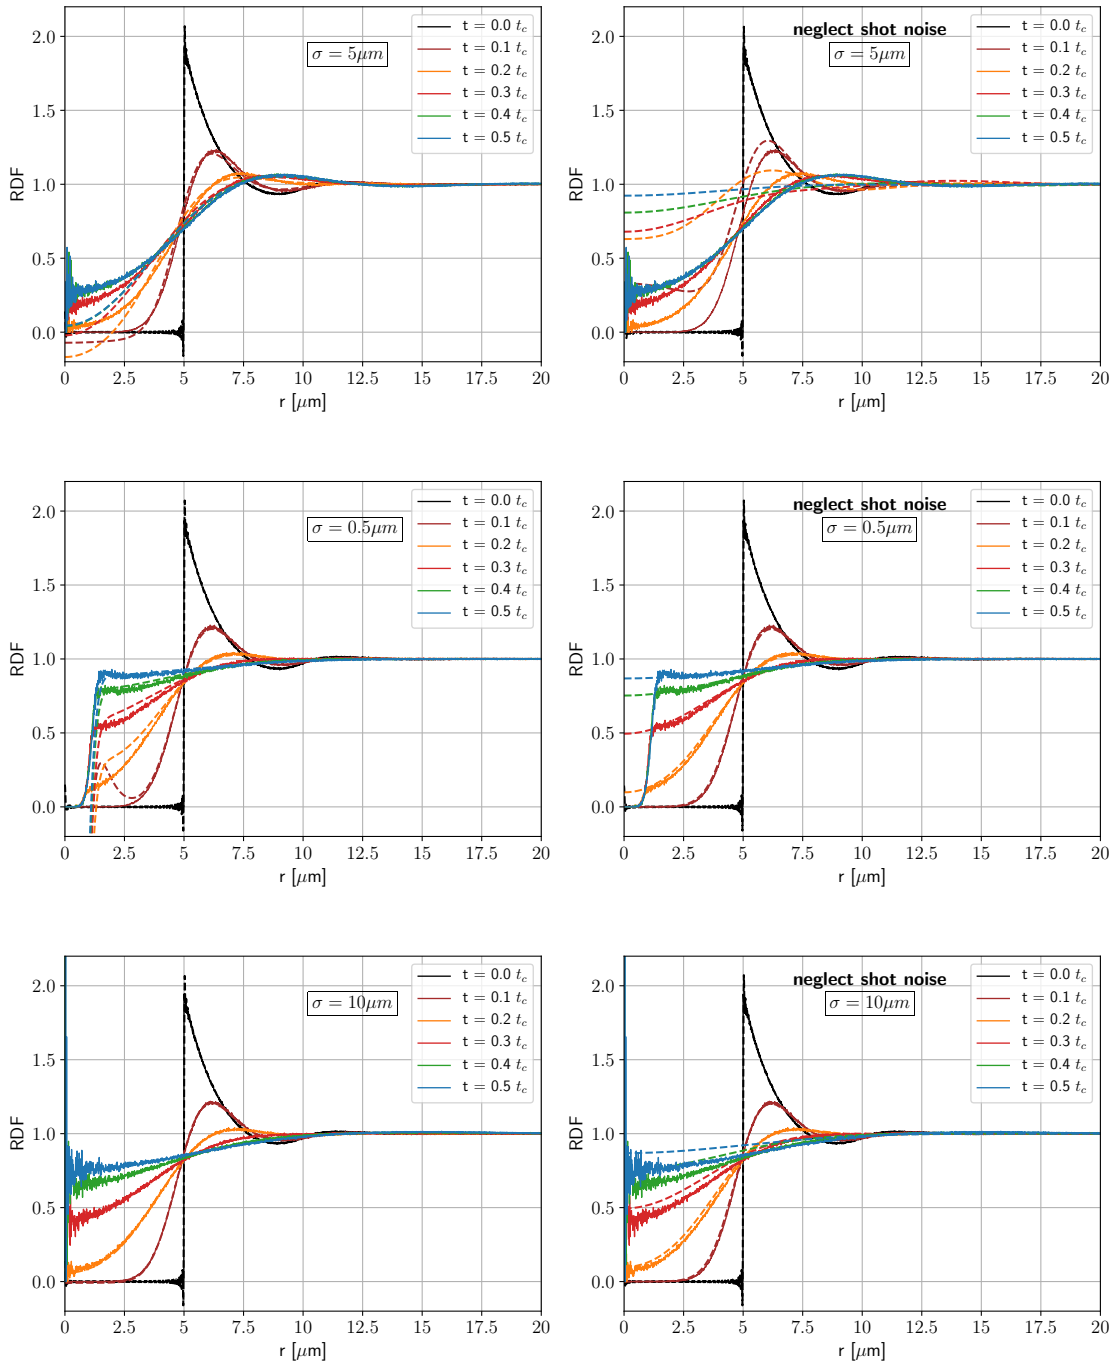 2.0
1.5
1.0
0.5
0.0
RDF
0
2.5
5
7.5
10
12.5
15
17.5
20
r [μm]
σ = 5μm
t = 0.0 t_c
t = 0.1 t_c
t = 0.2 t_c
t = 0.3 t_c
t = 0.4 t_c
t = 0.5 t_c
neglect shot noise
σ = 5μm
t = 0.0 t_c
t = 0.1 t_c
t = 0.2 t_c
t = 0.3 t_c
t = 0.4 t_c
t = 0.5 t_c
2.0
1.5
1.0
0.5
0.0
RDF
0
2.5
5
7.5
10
12.5
15
17.5
20
r [μm]
2.0
1.5
1.0
0.5
0.0
RDF
0
2.5
5
7.5
10
12.5
15
17.5
20
r [μm]
σ = 0.5μm
t = 0.0 t_c
t = 0.1 t_c
t = 0.2 t_c
t = 0.3 t_c
t = 0.4 t_c
t = 0.5 t_c
neglect shot noise
σ = 0.5μm
t = 0.0 t_c
t = 0.1 t_c
t = 0.2 t_c
t = 0.3 t_c
t = 0.4 t_c
t = 0.5 t_c
2.0
1.5
1.0
0.5
0.0
RDF
0
2.5
5
7.5
10
12.5
15
17.5
20
r [μm]
2.0
1.5
1.0
0.5
0.0
RDF
0
2.5
5
7.5
10
12.5
15
17.5
20
r [μm]
σ = 10μm
t = 0.0 t_c
t = 0.1 t_c
t = 0.2 t_c
t = 0.3 t_c
t = 0.4 t_c
t = 0.5 t_c
neglect shot noise
σ = 10μm
t = 0.0 t_c
t = 0.1 t_c
t = 0.2 t_c
t = 0.3 t_c
t = 0.4 t_c
t = 0.5 t_c
2.0
1.5
1.0
0.5
0.0
RDF
0
2.5
5
7.5
10
12.5
15
17.5
20
r [μm]